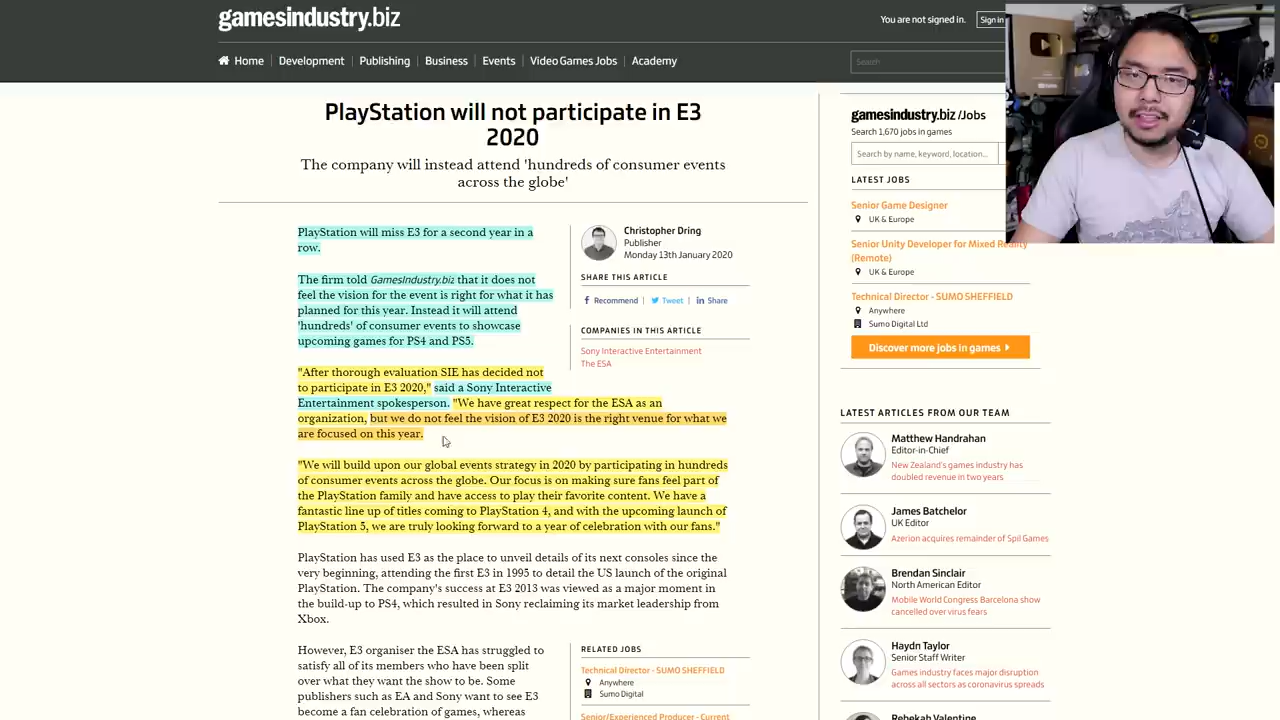 gamesindustry.biz
You are not signed in.
Sign in
Home
Development
Publishing
Business
Events
Video Games Jobs
Academy
Search
PlayStation will not participate in E3
2020
The company will instead attend 'hundreds of consumer events
across the globe'
PlayStation will miss E3 for a second year in a
row.
The firm told GamesIndustry.biz that it does not
feel the vision for the event is right for what it has
planned for this year. Instead it will attend
'hundreds' of consumer events to showcase
upcoming games for PS4 and PS5.
"After thorough evaluation SIE has decided not
to participate in E3 2020," said a Sony Interactive
Entertainment spokesperson. "We have great respect for the ESA as an
organization, but we do not feel the vision of E3 2020 is the right venue for what we
are focused on this year.
"We will build upon our global events strategy in 2020 by participating in hundreds
of consumer events across the globe. Our focus is on making sure fans feel part of
the PlayStation family and have access to play their favorite content. We have a
fantastic line up of titles coming to PlayStation 4, and with the upcoming launch of
PlayStation 5, we are truly looking forward to a year of celebration with our fans."
PlayStation has used E3 as the place to unveil details of its next consoles since the
very beginning, attending the first E3 in 1995 to detail the US launch of the original
PlayStation. The company's success at E3 2013 was viewed as a major moment in
the build-up to PS4, which resulted in Sony reclaiming its market leadership from
Xbox.
However, E3 organiser the ESA has struggled to
satisfy all of its members who have been split
over what they want the show to be. Some
publishers such as EA and Sony want to see E3
become a fan celebration of games, whereas
Christopher Dring
Publisher
Monday 13th January 2020
SHARE THIS ARTICLE
Recommend
Tweet
Share
COMPANIES IN THIS ARTICLE
Sony Interactive Entertainment
The ESA
RELATED JOBS
Technical Director - SUMO SHEFFIELD
Anywhere
Sumo Digital
Senior/Experienced Producer - Current
gamesindustry.biz /Jobs
Search 1,670 jobs in games
Search by name, keyword, location...
LATEST JOBS
Senior Game Designer
UK & Europe
Senior Unity Developer for Mixed Reality
(Remote)
UK & Europe
Technical Director - SUMO SHEFFIELD
Anywhere
Sumo Digital Ltd
Discover more jobs in games
LATEST ARTICLES FROM OUR TEAM
Matthew Handrahan
Editor-in-Chief
New Zealand's games industry has
doubled revenue in two years
James Batchelor
UK Editor
Azerion acquires remainder of Spil Games
Brendan Sinclair
North American Editor
Mobile World Congress Barcelona show
cancelled over virus fears
Haydn Taylor
Senior Staff Writer
Games industry faces major disruption
across all sectors as coronavirus spreads
Rebekah Valentine